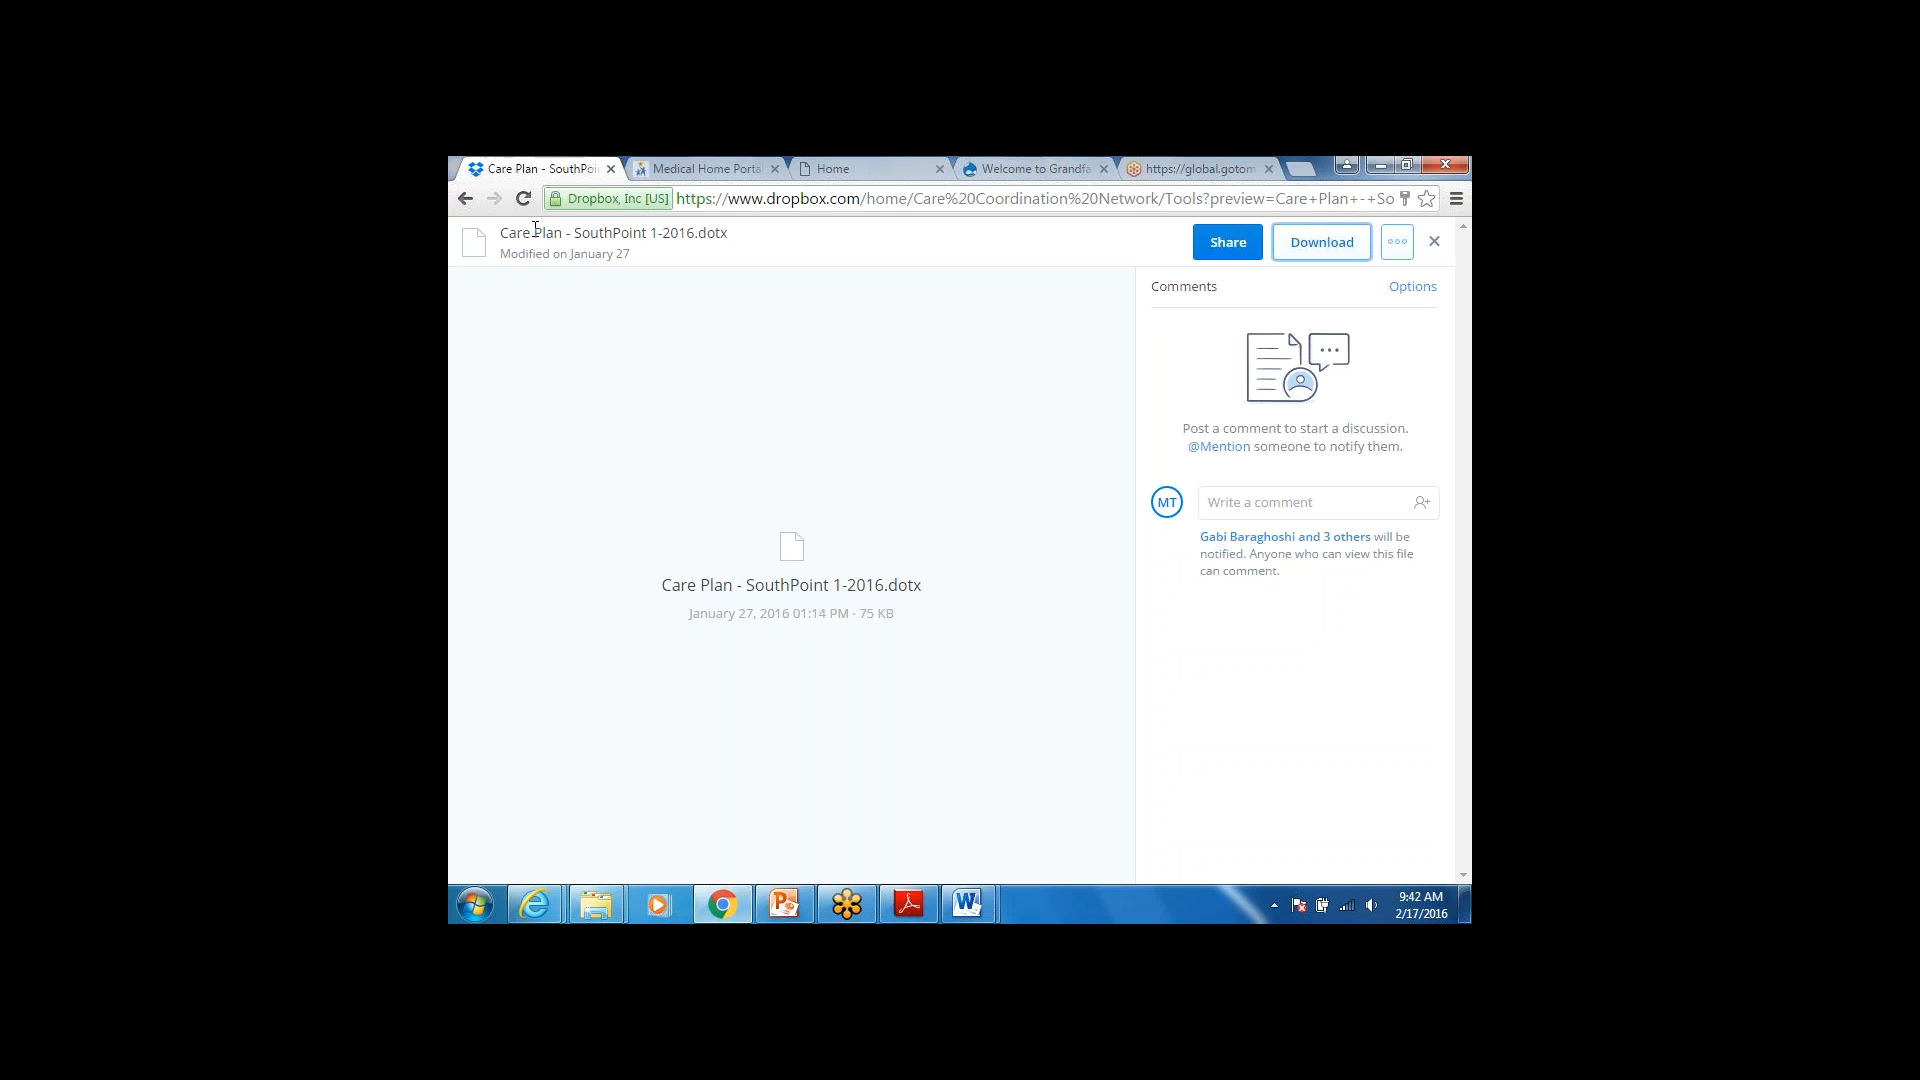 Care Plan - SouthPoi
Medical Home Porta
Home
Welcome to Grandfa
https://global.gotom
Dropbox, Inc [US]
https://www.dropbox.com/home/Care%20Coordination%20Network/Tools?preview=Care+Plan+-+So
Care Plan - SouthPoint 1-2016.dotx
Modified on January 27
Share
Download
Comments
Options
Post a comment to start a discussion.
@Mention someone to notify them.
MT
Write a comment
Gabi Baraghoshi and 3 others will be
notified. Anyone who can view this file
can comment.
Care Plan - SouthPoint 1-2016.dotx
January 27, 2016 01:14 PM · 75 KB
9:42 AM
2/17/2016